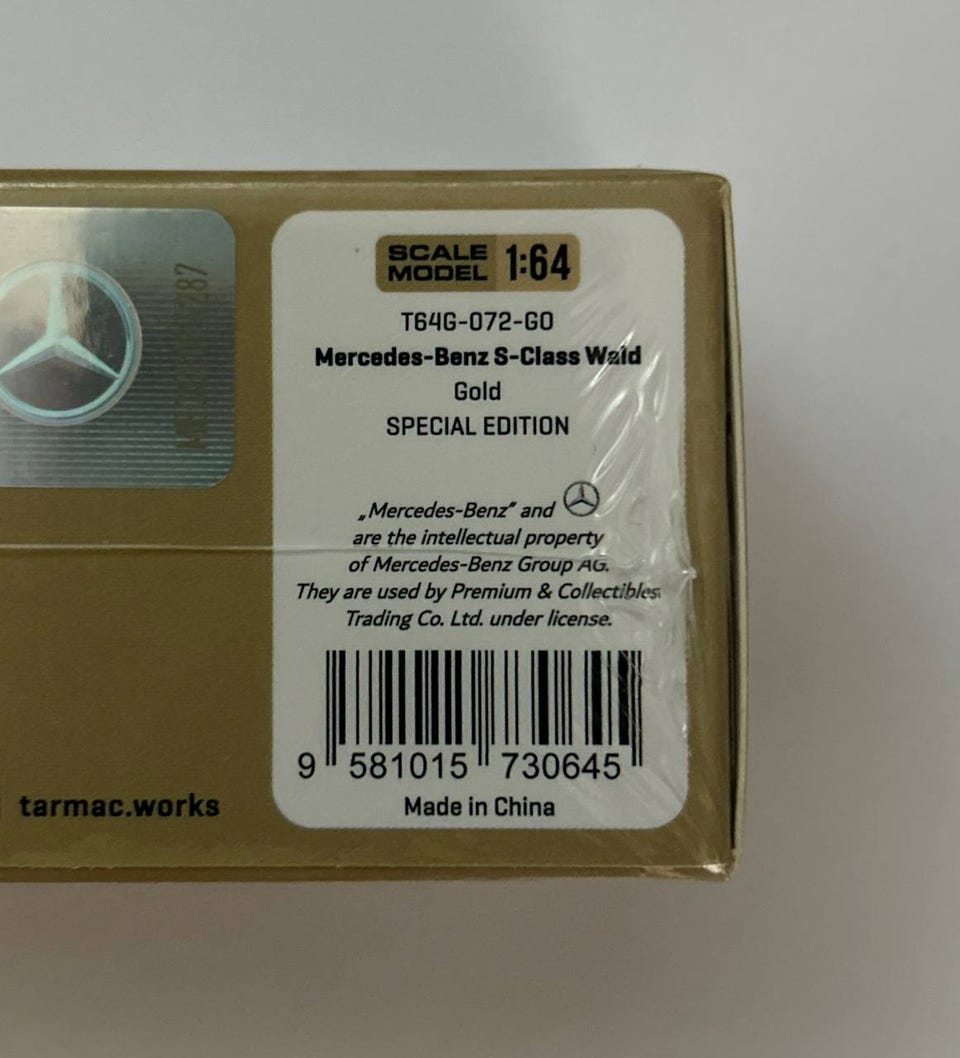 SCALE
MODEL 1:64
T64G-072-GO
Mercedes-Benz S-Class Wald
Gold
SPECIAL EDITION
„Mercedes-Benz” and
are the intellectual property
of Mercedes-Benz Group AG.
They are used by Premium & Collectibles
Trading Co. Ltd. under license.
9 581015 730645
Made in China
tarmac.works
287